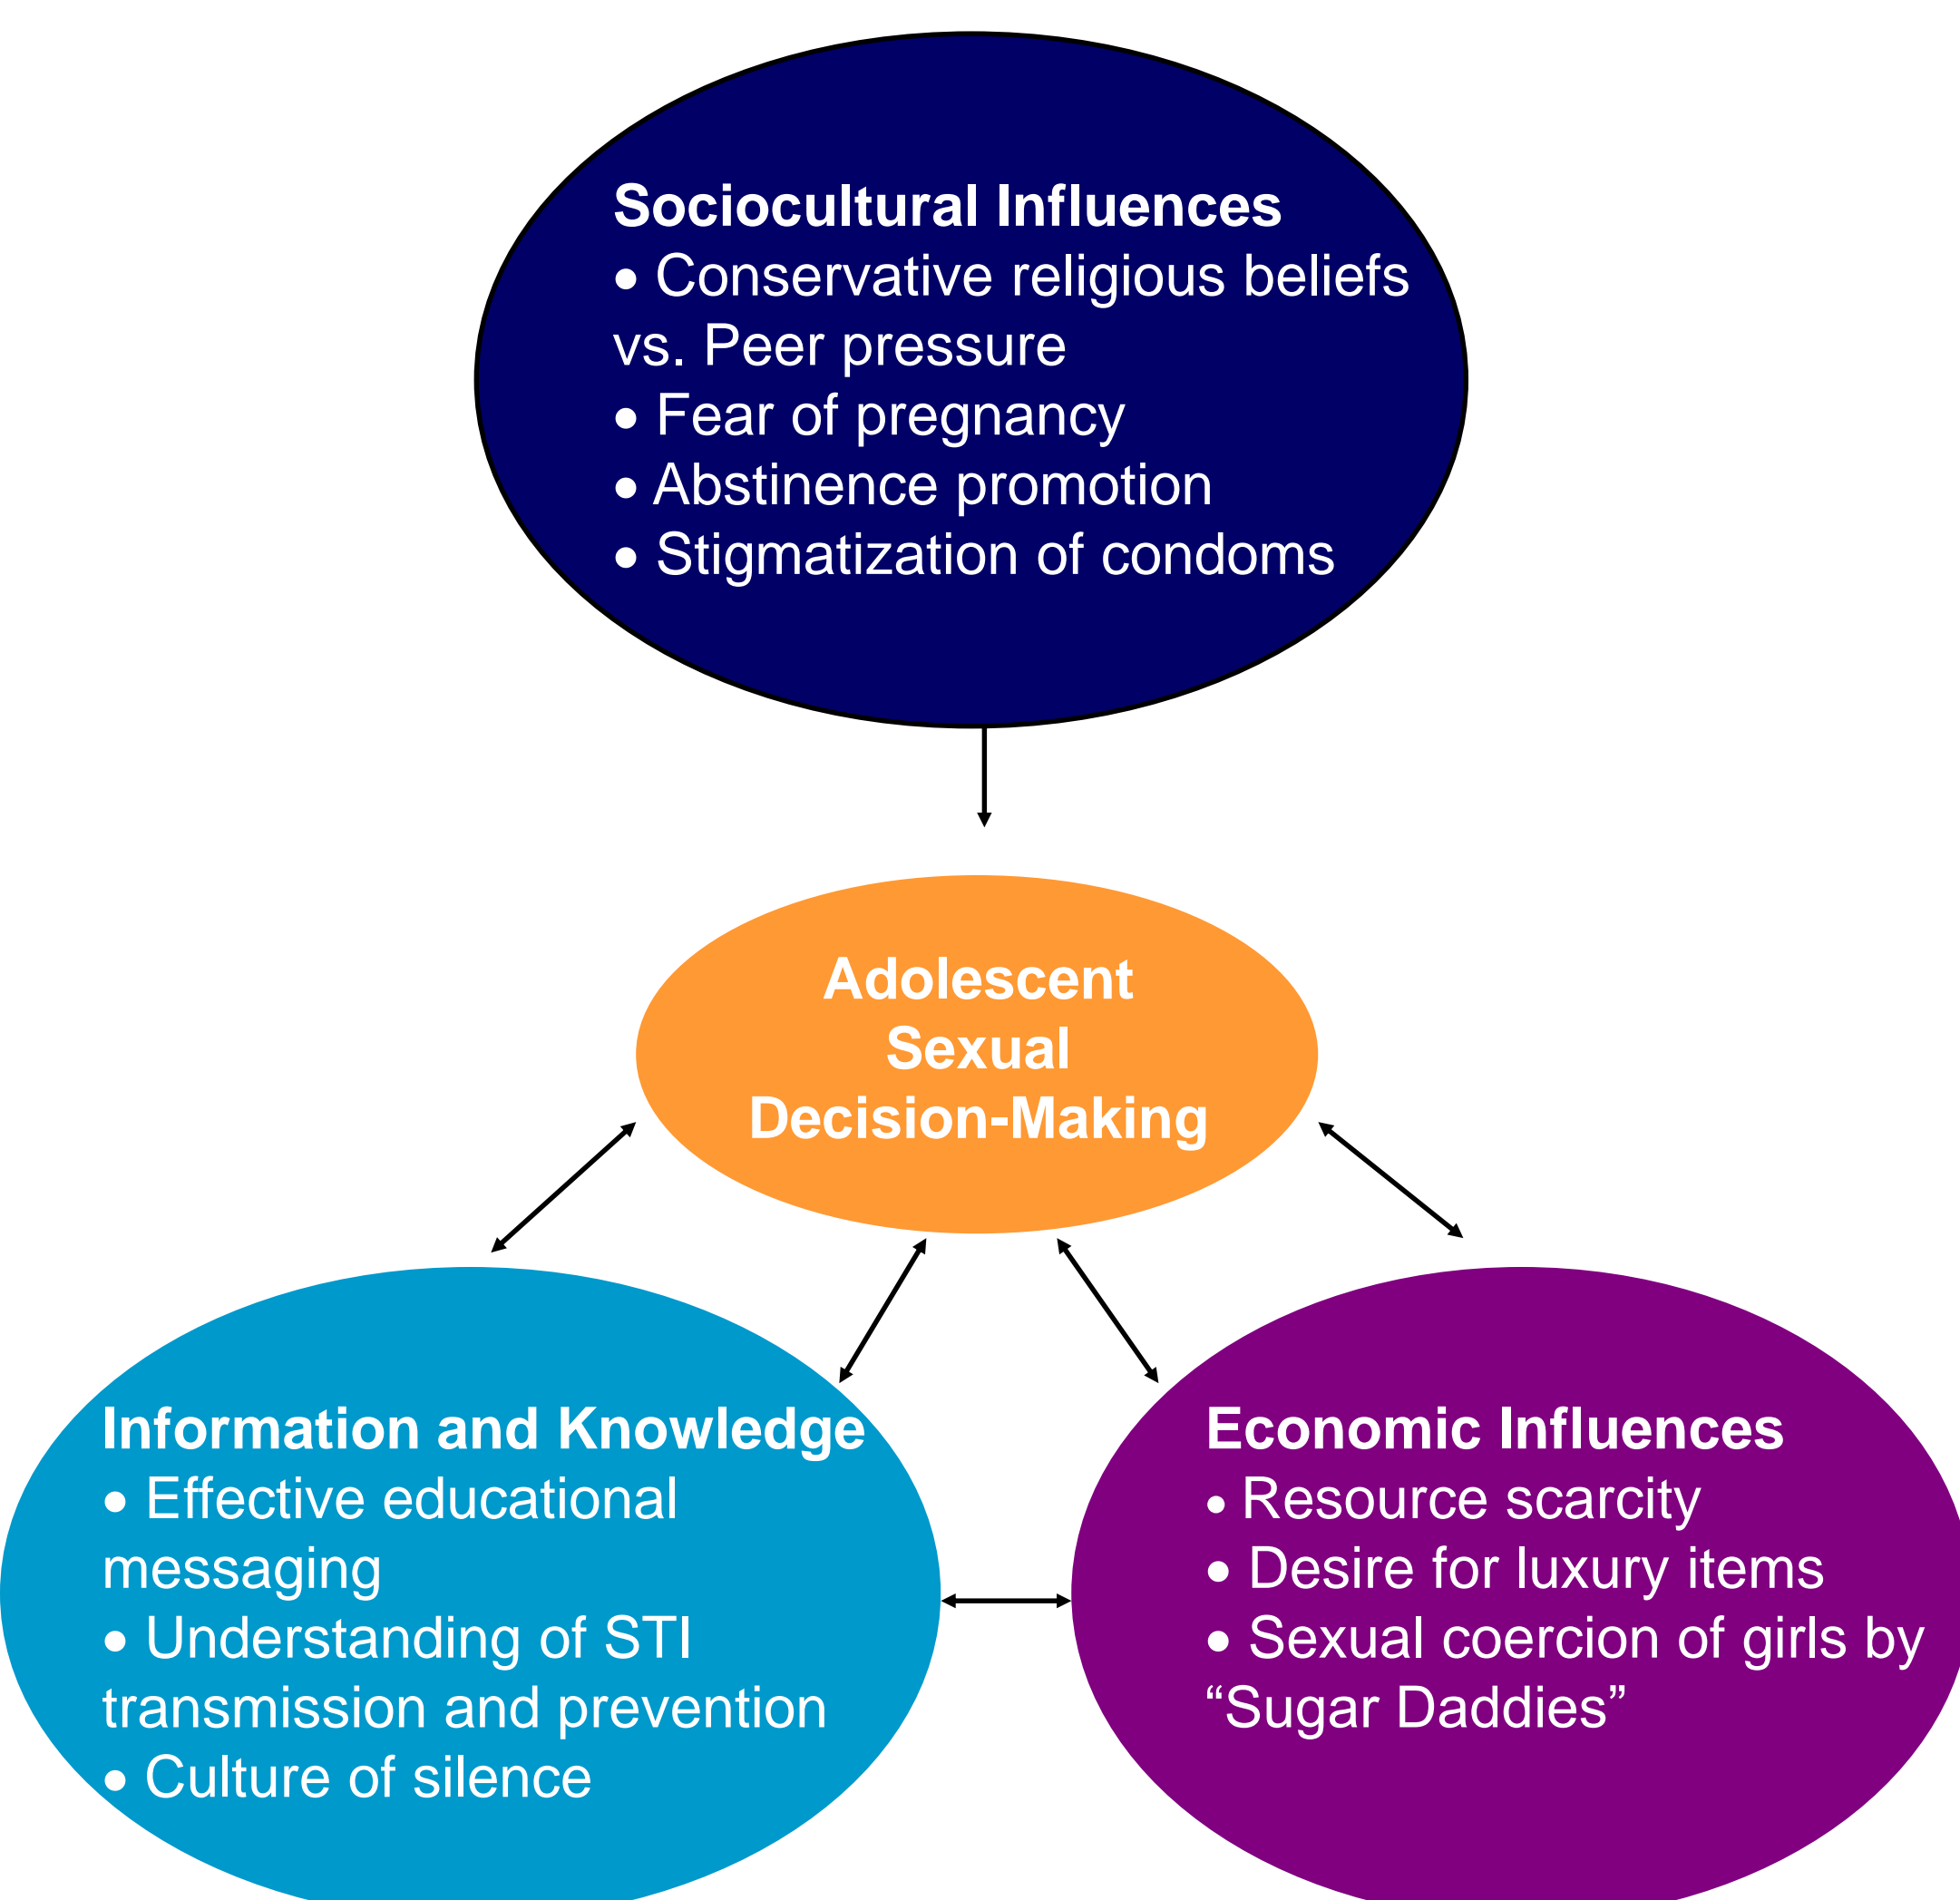 Sociocultural Influences
• Conservative religious beliefs
vs. Peer pressure
• Fear of pregnancy
• Abstinence promotion
• Stigmatization of condoms
Adolescent
Sexual
Decision-Making
Information and Knowledge
• Effective educational
messaging
• Understanding of STI
transmission and prevention
• Culture of silence
Economic Influences
• Resource scarcity
• Desire for luxury items
• Sexual coercion of girls by
“Sugar Daddies”